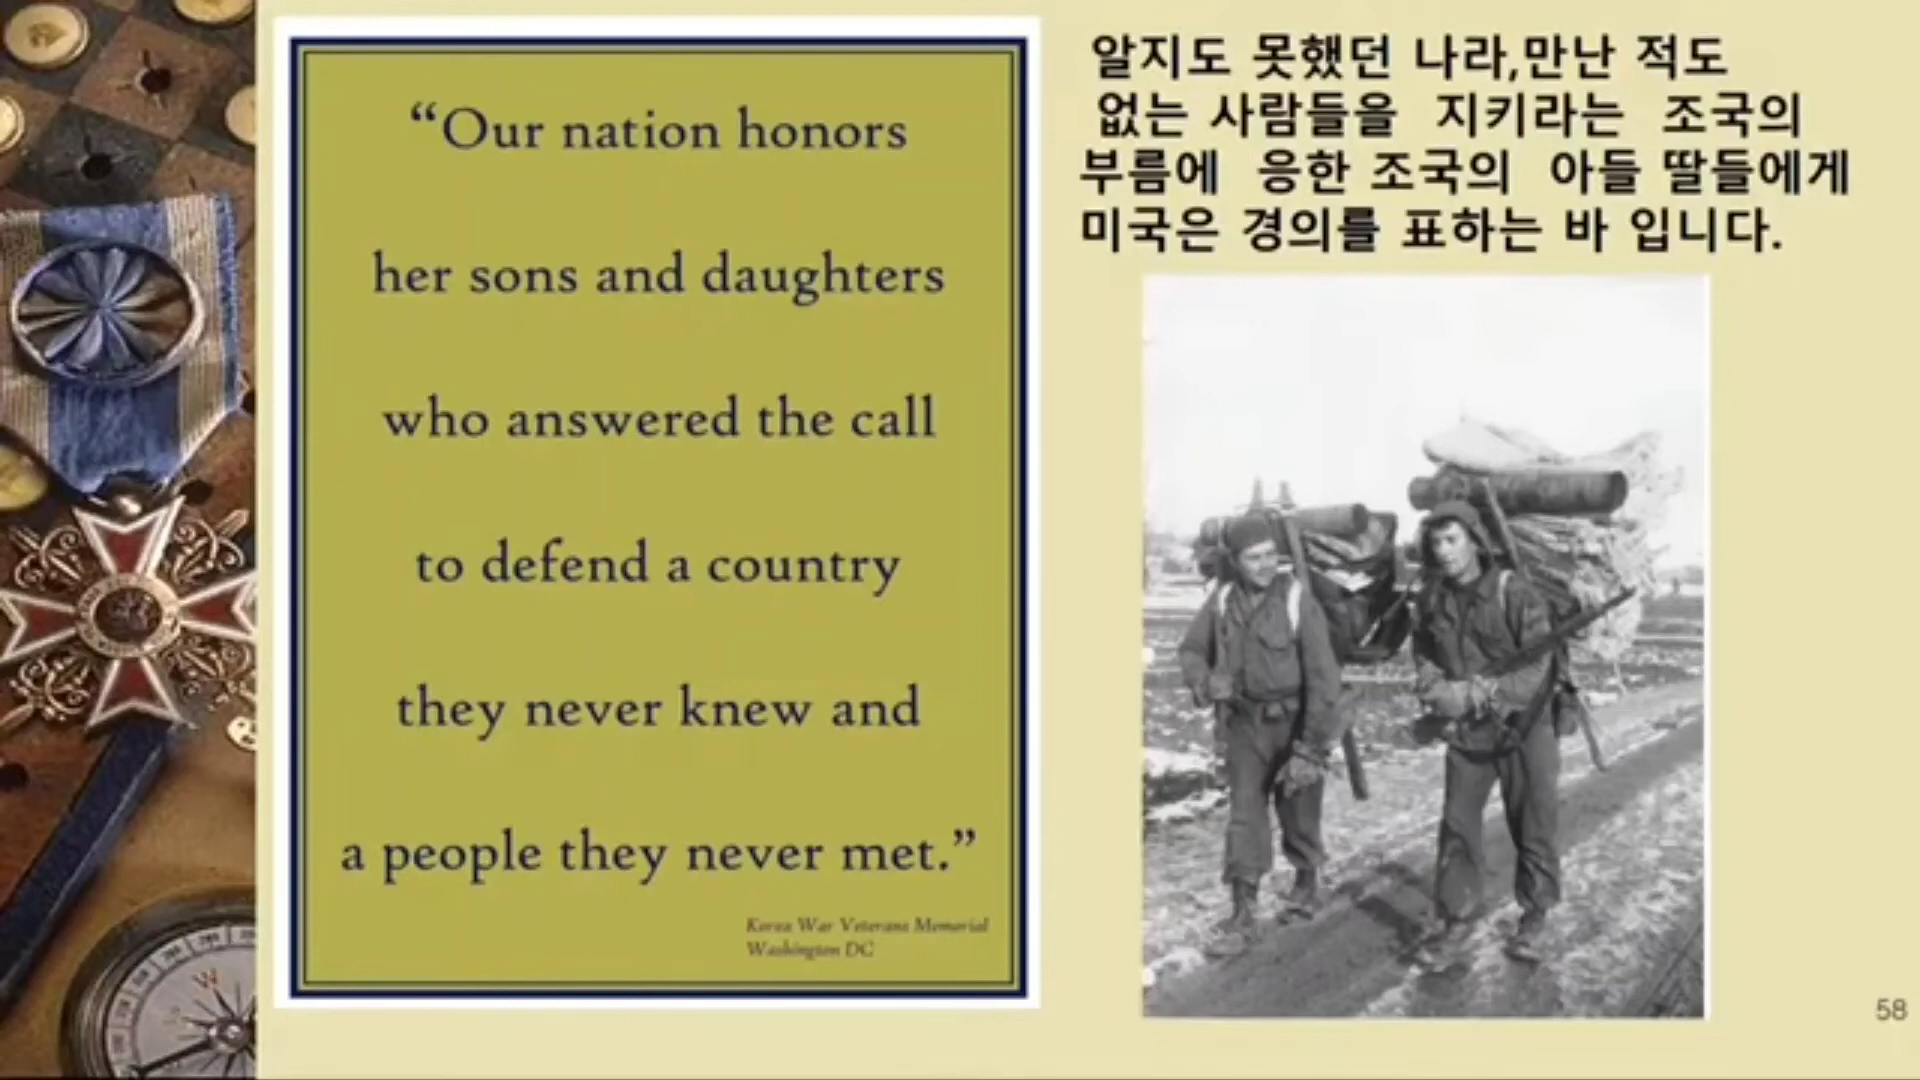 “Our nation honors
her sons and daughters
who answered the call
to defend a country
they never knew and
a people they never met.”
Korea War Veterans Memorial
Washington DC
알지도 못했던 나라,만난 적도
없는 사람들을 지키라는 조국의
부름에 응한 조국의 아들 딸들에게
미국은 경의를 표하는 바 입니다.
58